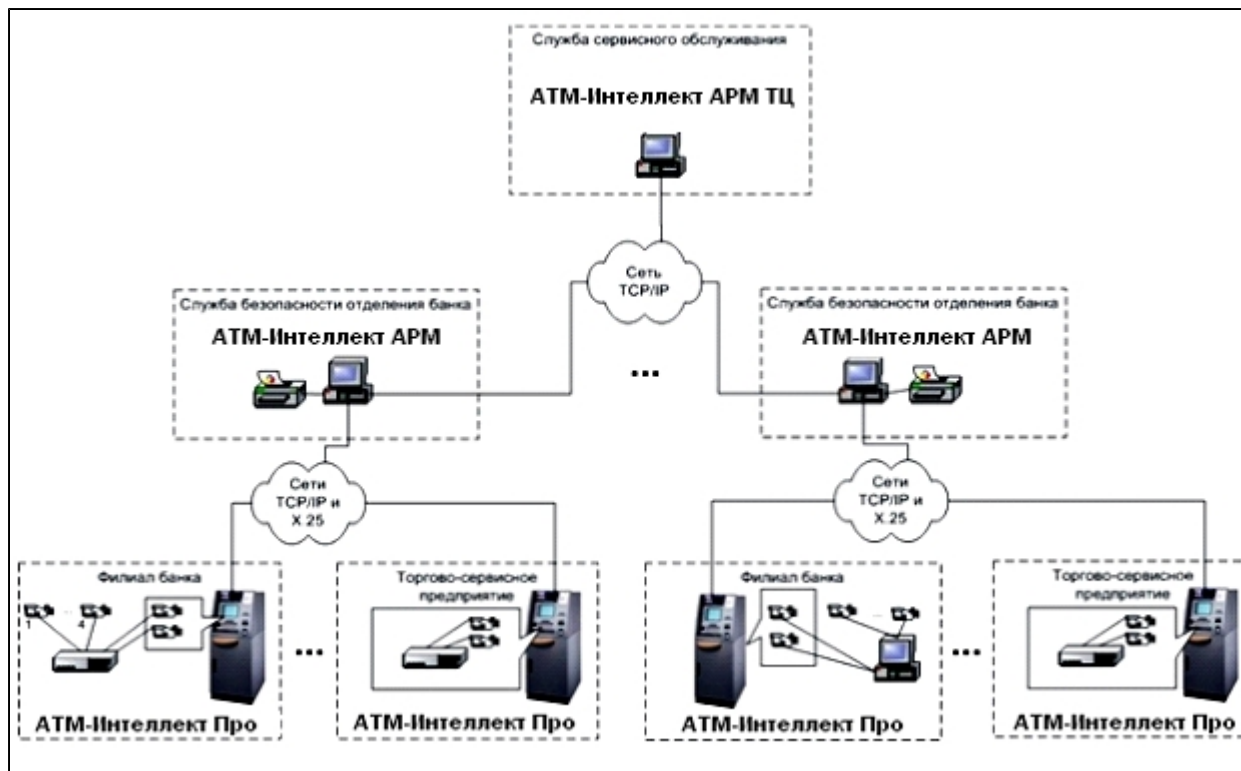 Служба сервисного обслуживания
АТМ-Интеллект АРМ ТЦ
Сеть
TCP/IP
Служба безопасности отделения банка
АТМ-Интеллект АРМ
Служба безопасности отделения банка
АТМ-Интеллект АРМ
...
Сети
TCP/IP и
X.25
Сети
TCP/IP и
X.25
Филиал банка
1
...
4
АТМ-Интеллект Про
...
Торгово-сервисное
предприятие
АТМ-Интеллект Про
Филиал банка
...
АТМ-Интеллект Про
...
Торгово-сервисное
предприятие
АТМ-Интеллект Про